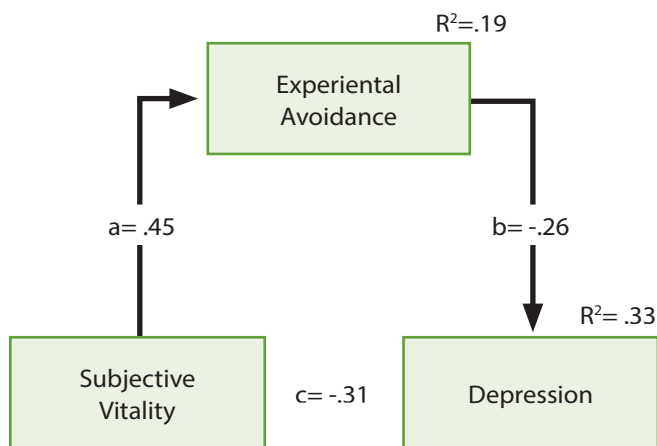 R²=.19
Experiental
Avoidance
a= .45
b= -.26
R²= .33
Subjective
Vitality
c= -.31
Depression